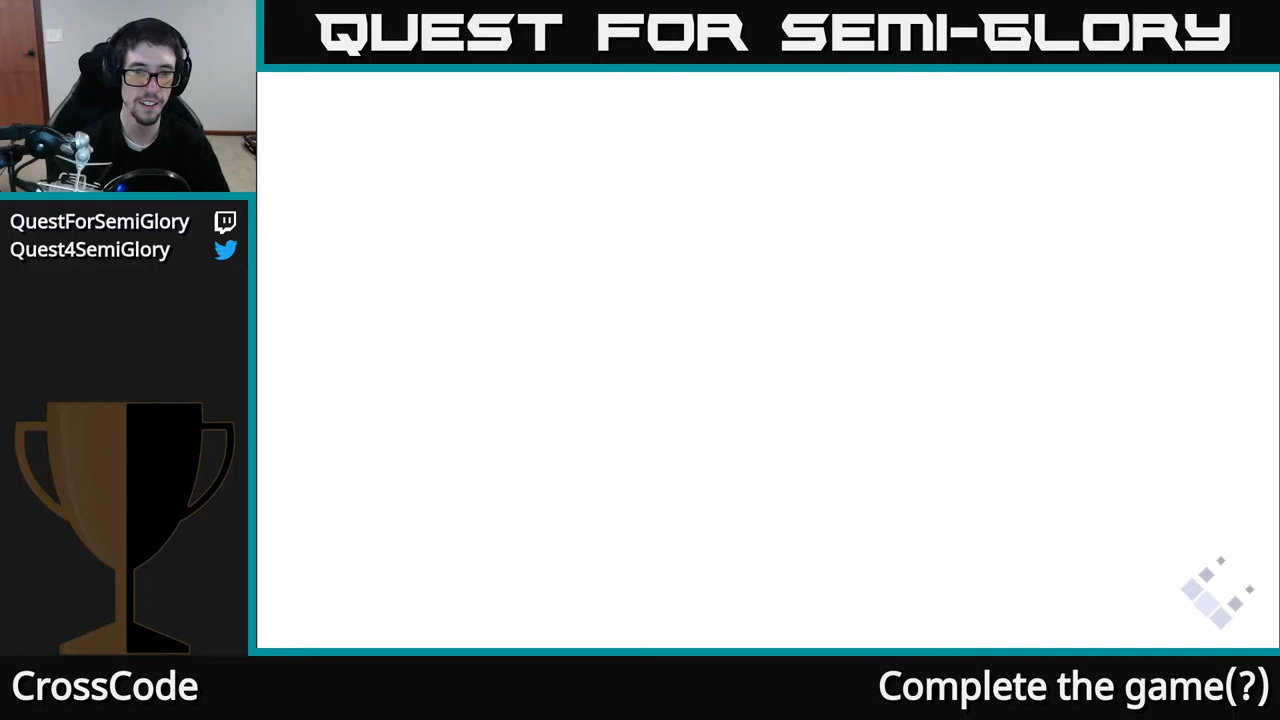 QUEST FOR SEMI-GLORY
QuestForSemiGlory
Quest4SemiGlory
CrossCode
Complete the game(?)